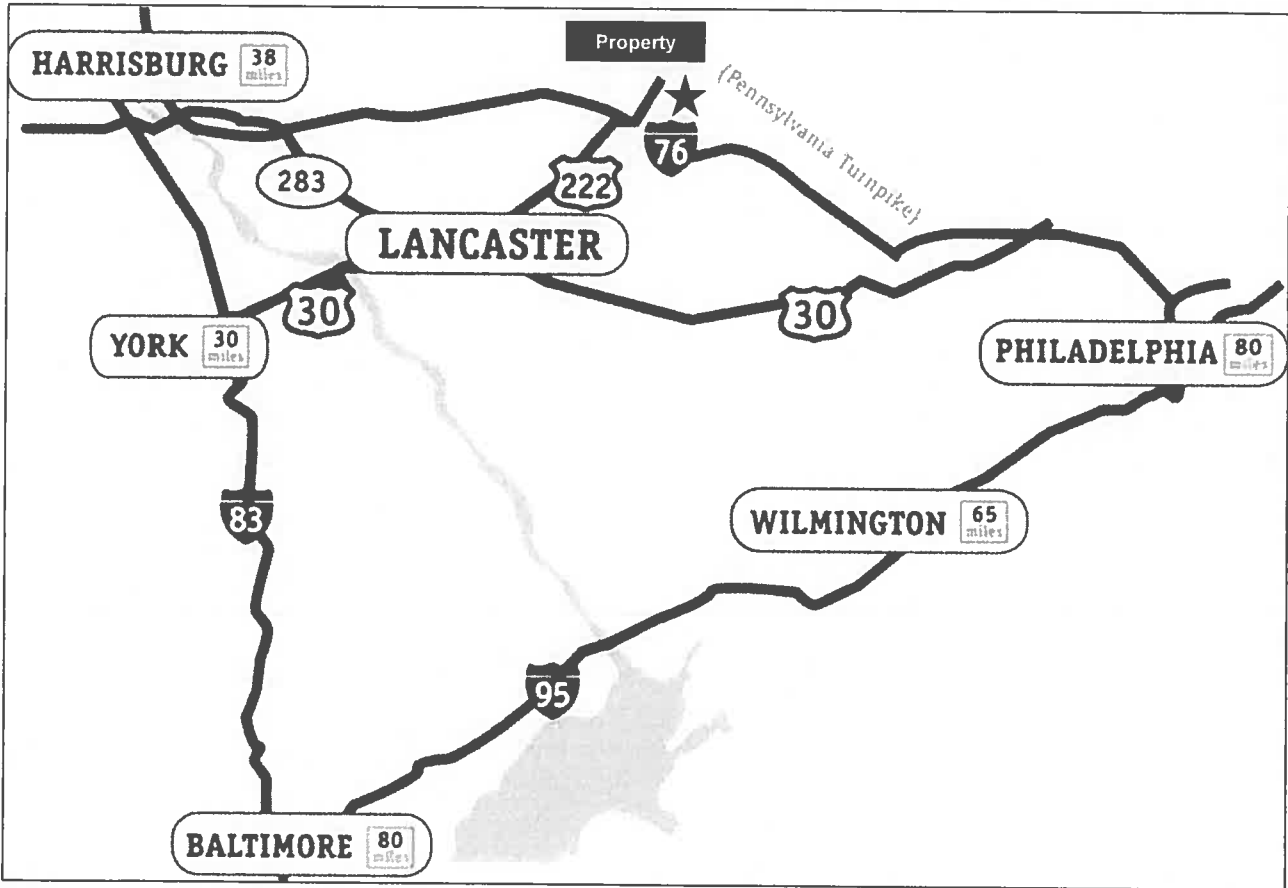 Property
HARRISBURG 38 miles
{Pennsylvania Turnpike}
76
283
222
LANCASTER
30
30
YORK 30 miles
PHILADELPHIA 80 miles
83
WILMINGTON 65 miles
95
BALTIMORE 80 miles